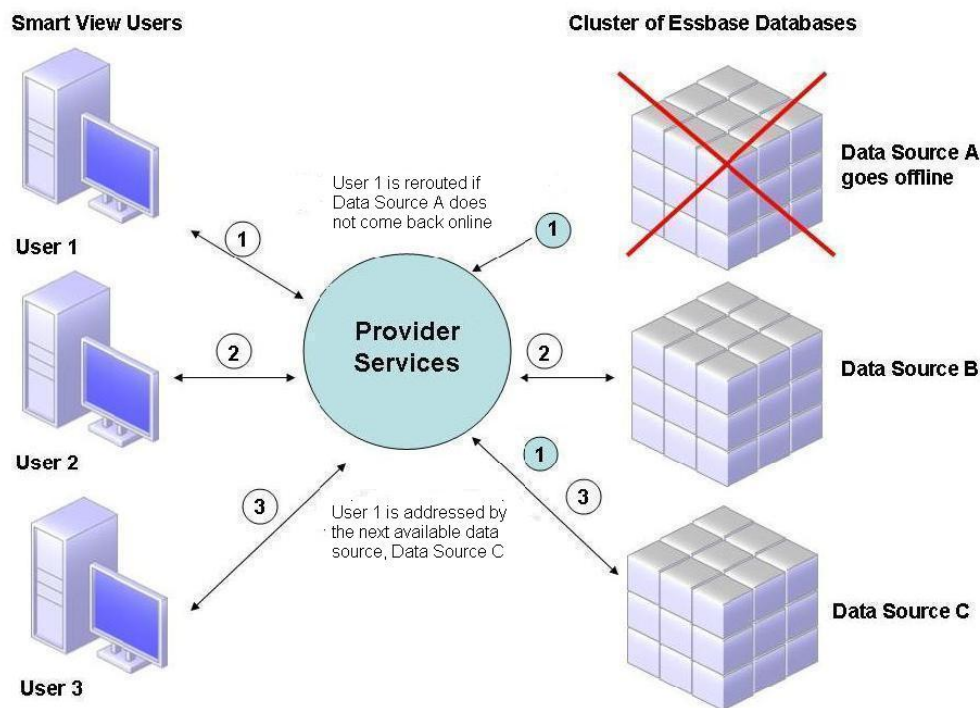 Smart View Users
Cluster of Essbase Databases
User 1 is rerouted if
Data Source A does
not come back online
Data Source A
goes offline
1
1
User 1
Provider
Services
2
2
Data Source B
User 2
1
3
3
User 1 is addressed by
the next available data
source, Data Source C
Data Source C
User 3